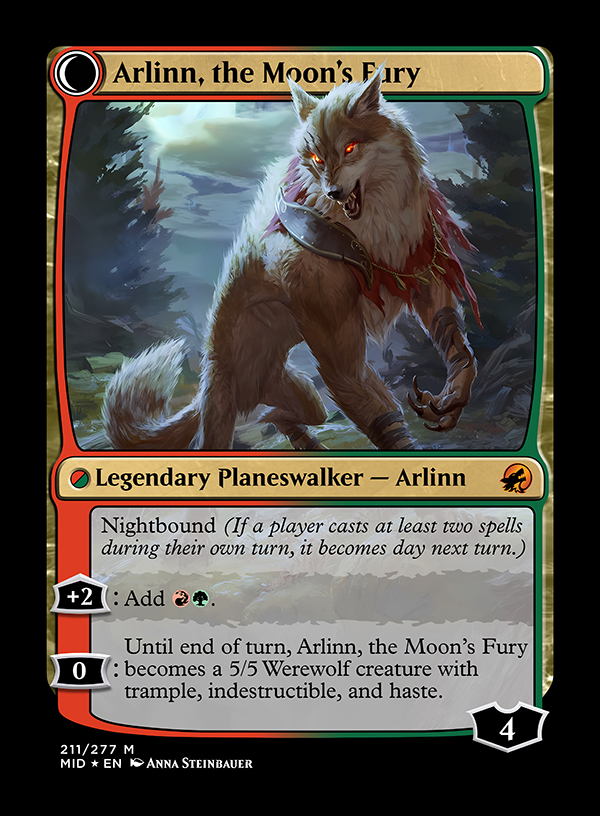 Arlinn, the Moon's Fury
Legendary Planeswalker — Arlinn
Nightbound (If a player casts at least two spells
during their own turn, it becomes day next turn.)
+2 : Add .
Until end of turn, Arlinn, the Moon's Fury
0 : becomes a 5/5 Werewolf creature with
trample, indestructible, and haste.
4
211/277 M
MID ★ EN Anna Steinbauer